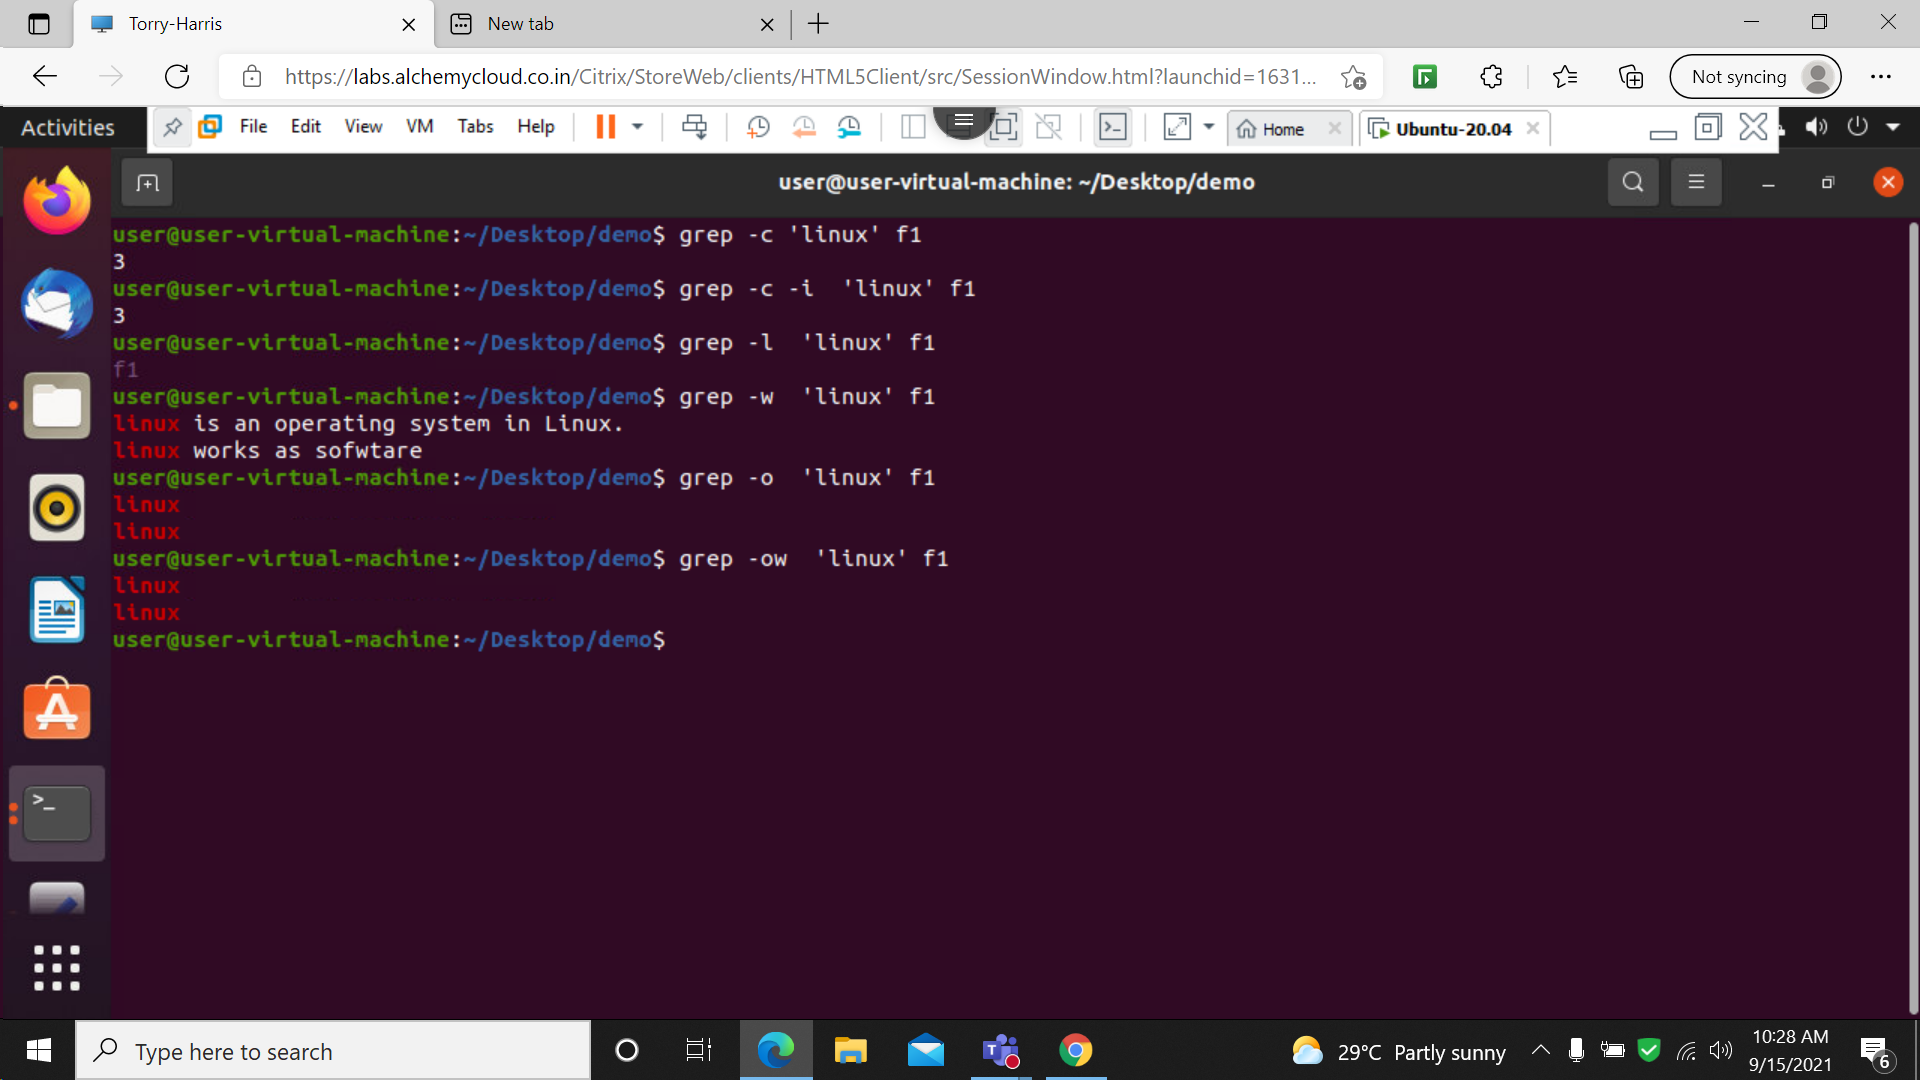 Torry-Harris
New tab
https://labs.alchemycloud.co.in/Citrix/StoreWeb/clients/HTML5Client/src/SessionWindow.html?launchid=1631...
Not syncing
Activities
File Edit View VM Tabs Help
Home
Ubuntu-20.04
user@user-virtual-machine: ~/Desktop/demo
user@user-virtual-machine:~/Desktop/demo$ grep -c 'linux' f1
3
user@user-virtual-machine:~/Desktop/demo$ grep -c -i  'linux' f1
3
user@user-virtual-machine:~/Desktop/demo$ grep -l  'linux' f1
f1
user@user-virtual-machine:~/Desktop/demo$ grep -w  'linux' f1
linux is an operating system in Linux.
linux works as sofwtare
user@user-virtual-machine:~/Desktop/demo$ grep -o  'linux' f1
linux
linux
user@user-virtual-machine:~/Desktop/demo$ grep -ow  'linux' f1
linux
linux
user@user-virtual-machine:~/Desktop/demo$
Type here to search
29°C Partly sunny
10:28 AM
9/15/2021
6